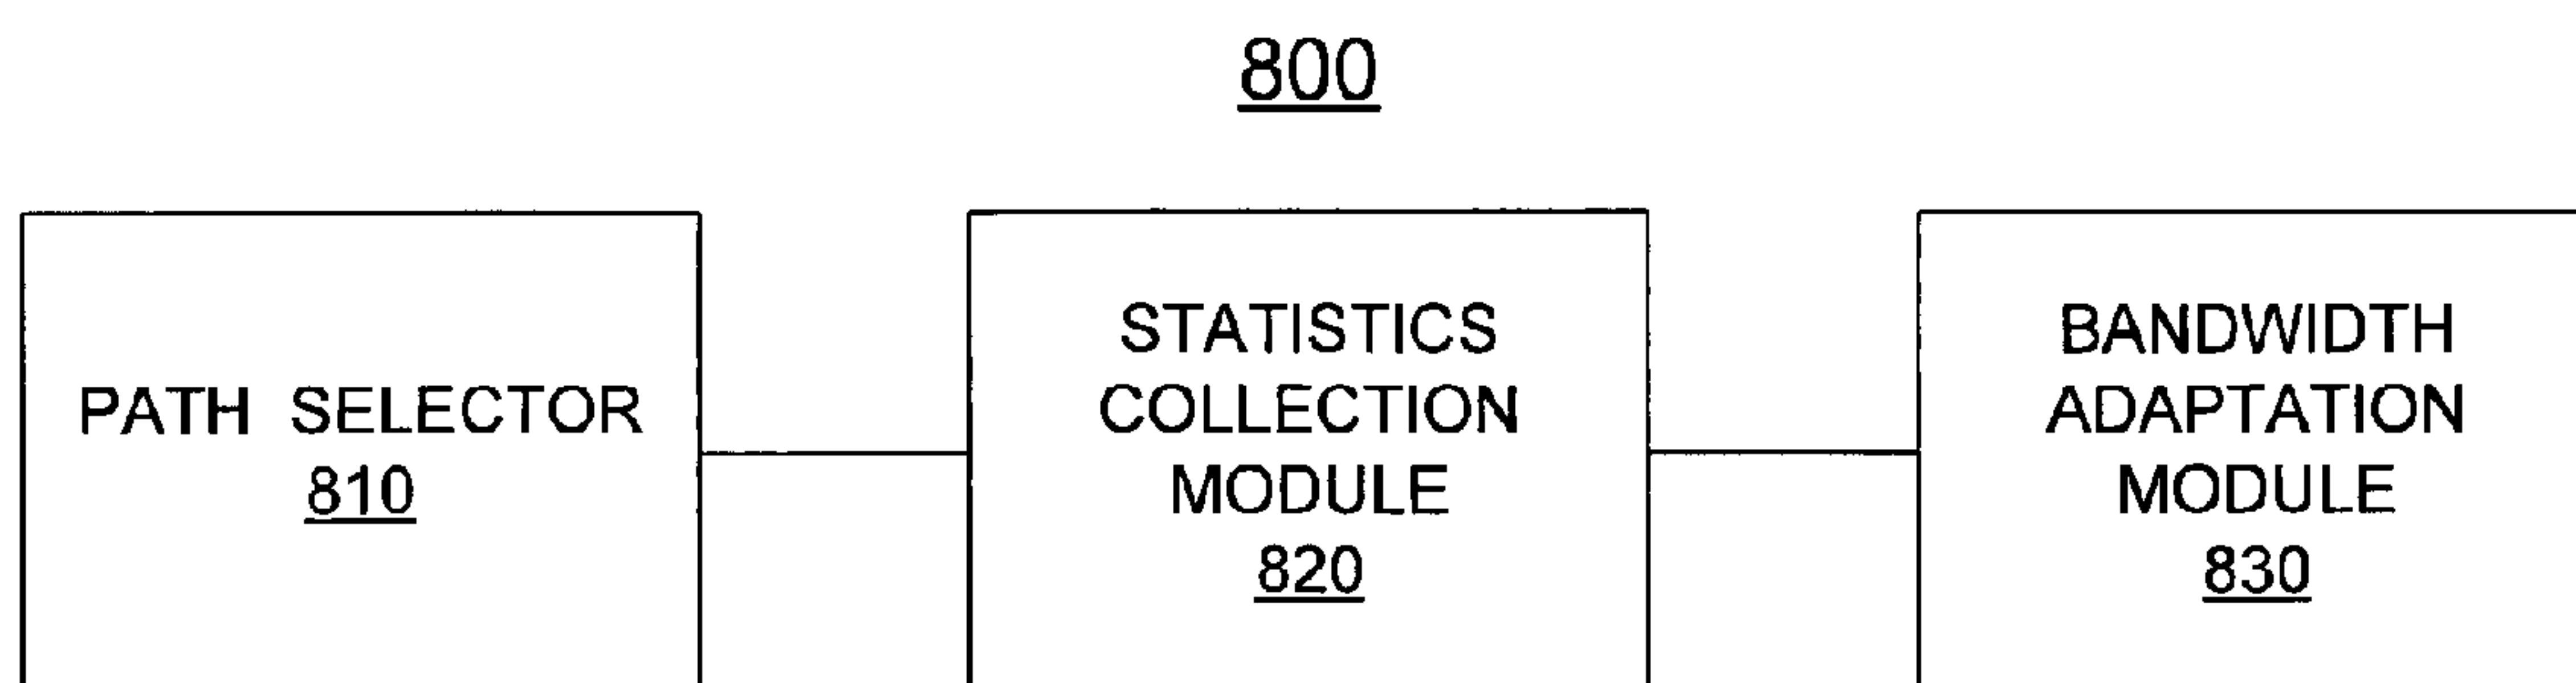 800
PATH SELECTOR
810
STATISTICS
COLLECTION
MODULE
820
BANDWIDTH
ADAPTATION
MODULE
830